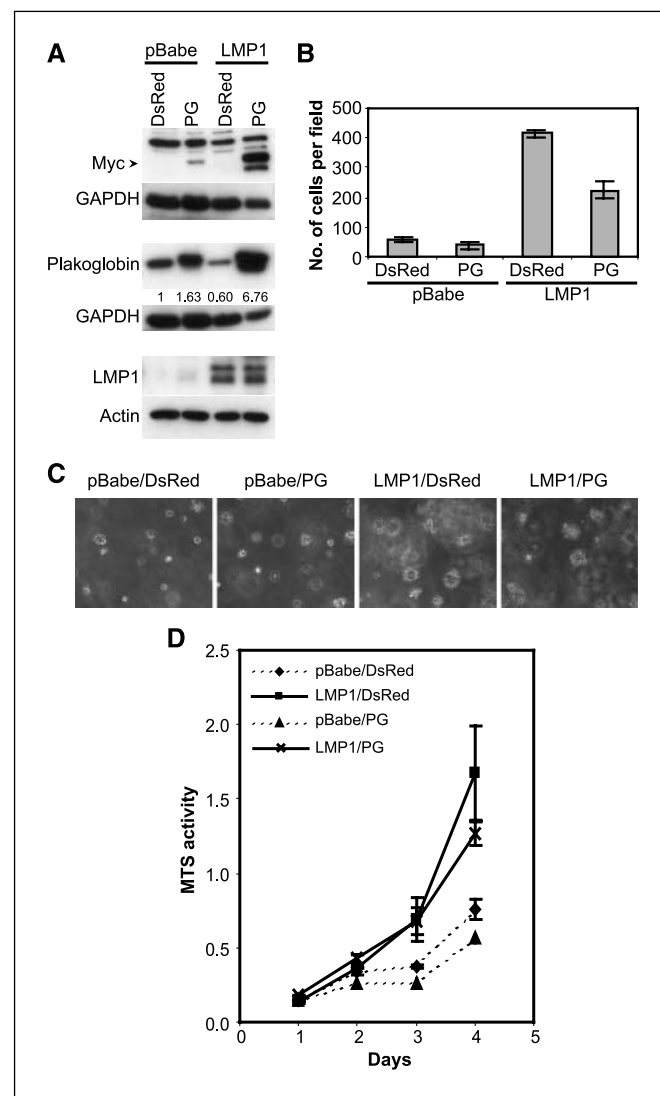 A
pBabe LMP1
DsRed PG DsRed PG
Myc
GAPDH
Plakoglobin
1 1.63 0.60 6.76
GAPDH
LMP1
Actin
B
No. of cells per field
500
400
300
200
100
0
DsRed PG DsRed PG
pBabe LMP1
C
pBabe/DsRed pBabe/PG LMP1/DsRed LMP1/PG
D
MTS activity
2.5
2.0
1.5
1.0
0.5
0.0
pBabe/DsRed
LMP1/DsRed
pBabe/PG
LMP1/PG
0 1 2 3 4 5
Days